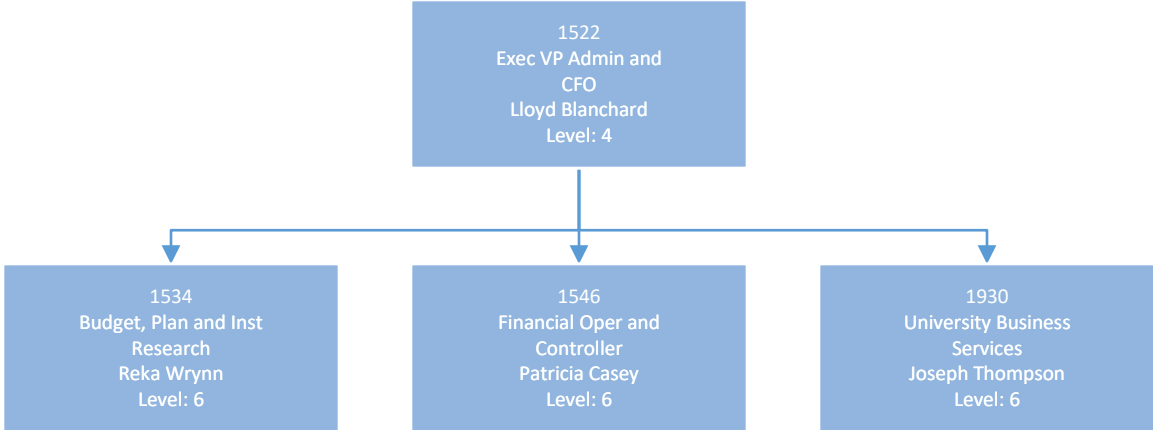 1522
Exec VP Admin and
CFO
Lloyd Blanchard
Level: 4
1534
Budget, Plan and Inst
Research
Reka Wrynn
Level: 6
1546
Financial Oper and
Controller
Patricia Casey
Level: 6
1930
University Business
Services
Joseph Thompson
Level: 6